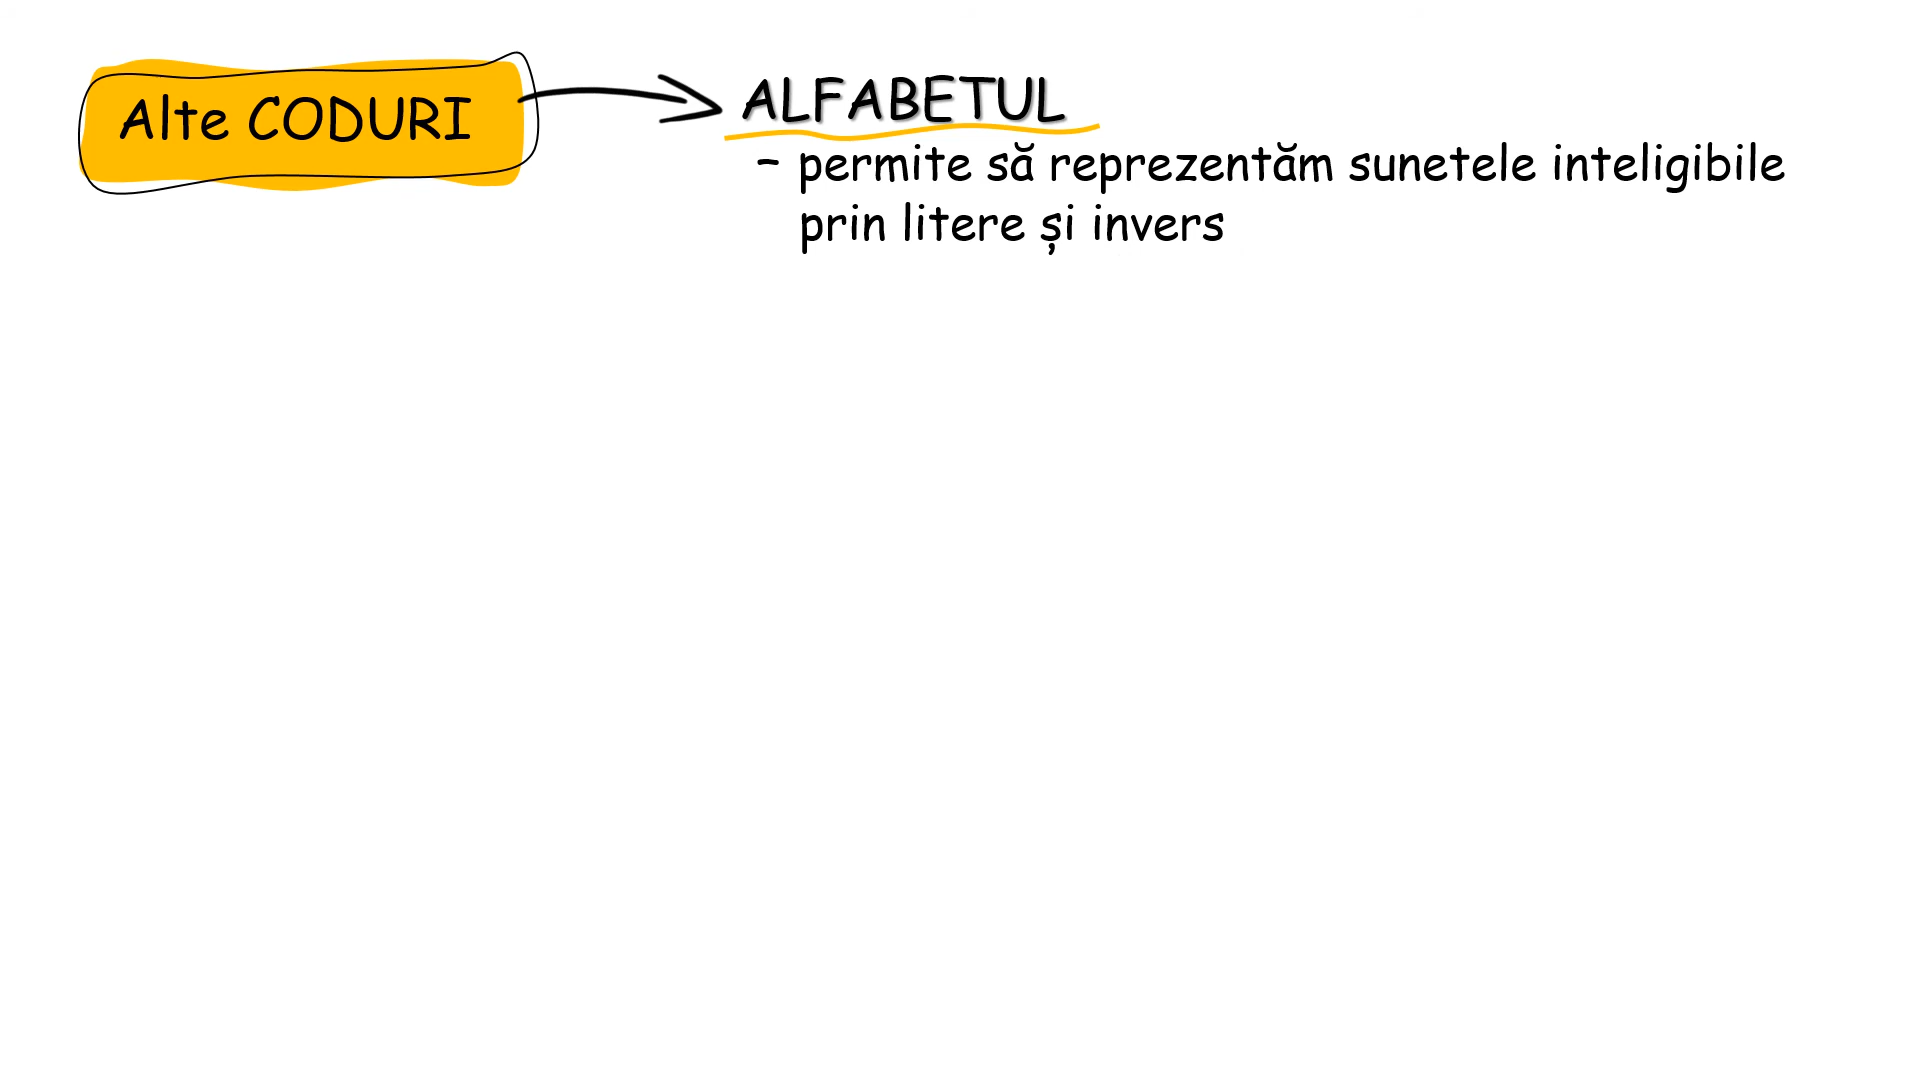 Alte CODURI
ALFABETUL
– permite să reprezentăm sunetele inteligibile
prin litere și invers